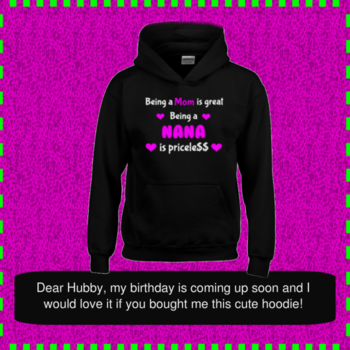 Being a Mom is great
Being a
NANA
is pricele$$
Dear Hubby, my birthday is coming up soon and I
would love it if you bought me this cute hoodie!